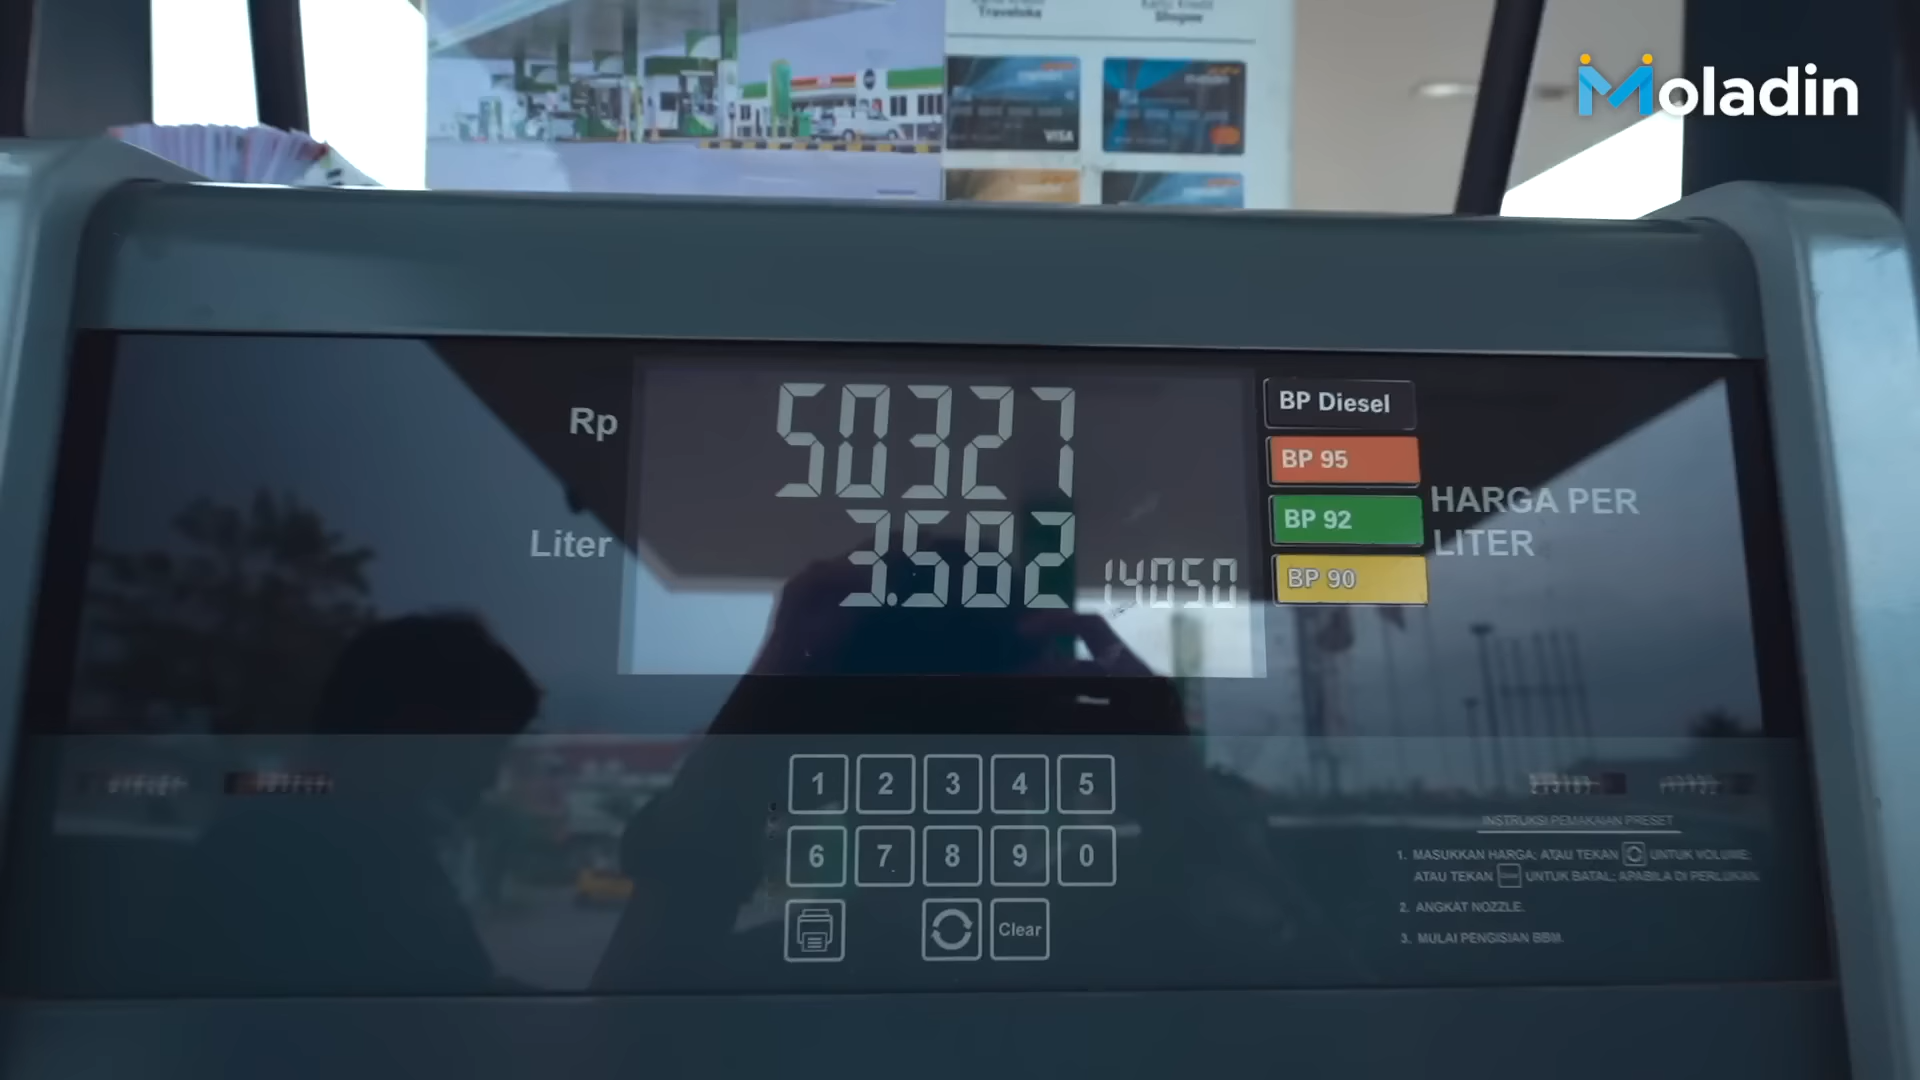 Traveloka
Shopee
VISA
Moladin
Rp 50327
Liter 3.582
14050
BP Diesel
BP 95
BP 92
BP 90
HARGA PER
LITER
1 2 3 4 5
6 7 8 9 0
Clear
INSTRUKSI PEMAKAIAN PRESET
1. MASUKKAN HARGA; ATAU TEKAN UNTUK VOLUME;
ATAU TEKAN UNTUK BATAL; APABILA DI PERLUKAN
2. ANGKAT NOZZLE.
3. MULAI PENGISIAN BBM.